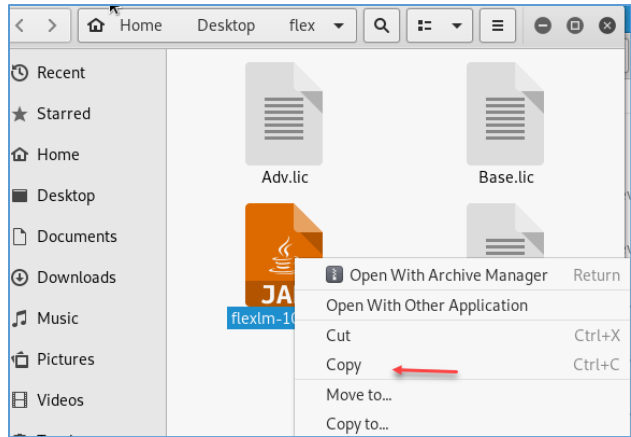 Home Desktop flex
Recent
Starred
Home
Desktop
Documents
Downloads
Music
Pictures
Videos
Adv.lic
Base.lic
JA
flexlm-10
Open With Archive Manager Return
Open With Other Application
Cut Ctrl+X
Copy Ctrl+C
Move to...
Copy to...